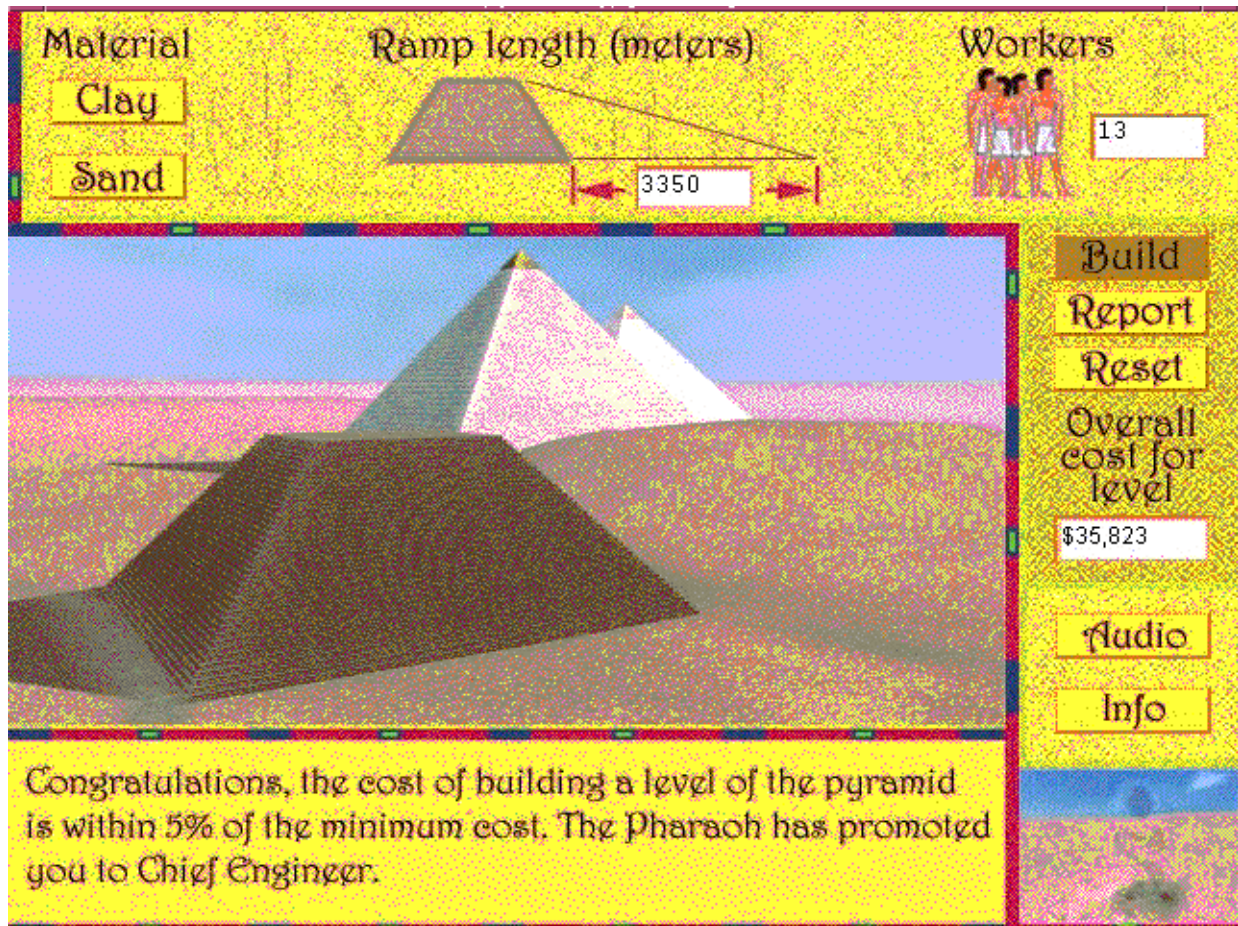 Material
Ramp length (meters)
Workers
Clay
13
Sand
3350
Build
Report
Reset
Overall
cost for
level
$35,823
Audio
Info
Congratulations, the cost of building a level of the pyramid
is within 5% of the minimum cost. The Pharaoh has promoted
you to Chief Engineer.